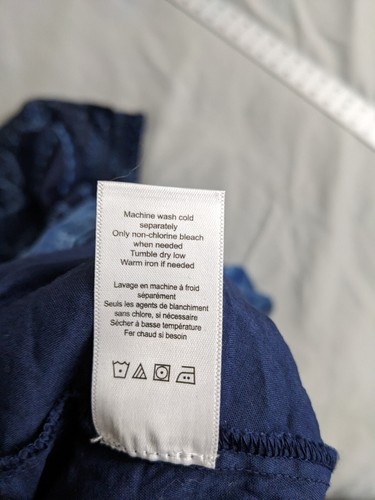 Machine wash cold
separately
Only non-chlorine bleach
when needed
Tumble dry low
Warm iron if needed
Lavage en machine à froid
séparément
Seuls les agents de blanchiment
sans chlore, si nécessaire
Sécher à basse température
Fer chaud si besoin